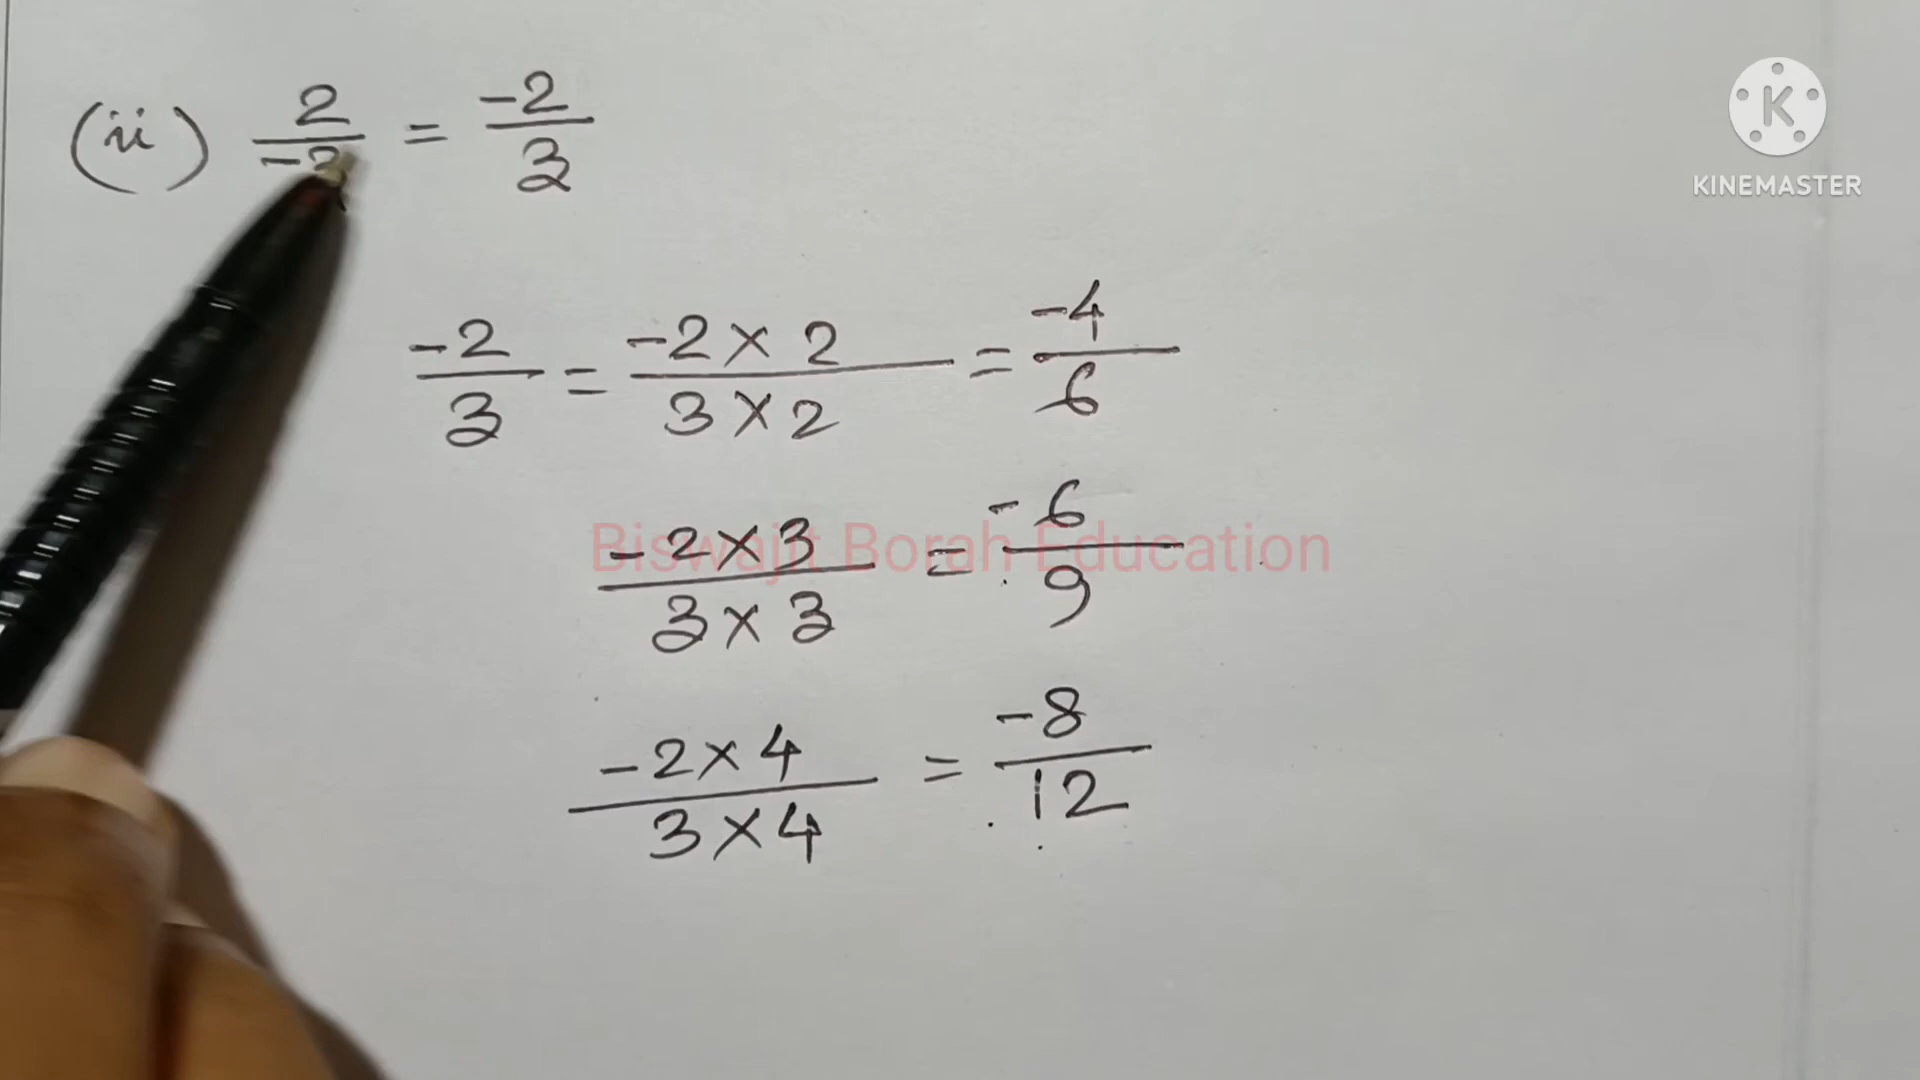 (ii) 2/-3 = -2/3
-2/3 = -2×2/3×2 = -4/6
-2×3/3×3 = -6/9
-2×4/3×4 = -8/12
Biswajit Borah Education
KINEMASTER